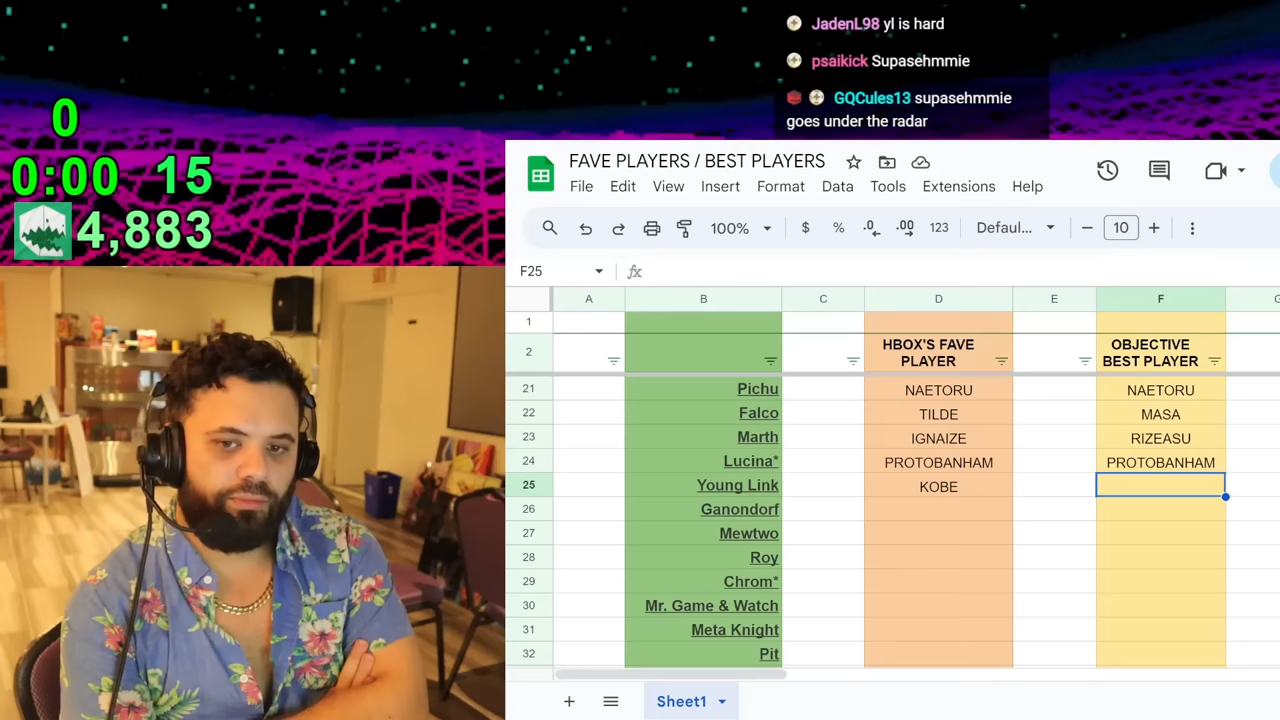 JadenL98 yl is hard
psaikick Supasehmmie
GQCules13 supasehmmie
goes under the radar
0
0:00 15
4,883
FAVE PLAYERS / BEST PLAYERS
File Edit View Insert Format Data Tools Extensions Help
100% $ % .0 .00 123 Defaul... 10
F25 fx
A B C D E F G
1
2 HBOX'S FAVE PLAYER OBJECTIVE BEST PLAYER
21 Pichu NAETORU NAETORU
22 Falco TILDE MASA
23 Marth IGNAIZE RIZEASU
24 Lucina* PROTOBANHAM PROTOBANHAM
25 Young Link KOBE
26 Ganondorf
27 Mewtwo
28 Roy
29 Chrom*
30 Mr. Game & Watch
31 Meta Knight
32 Pit
Sheet1